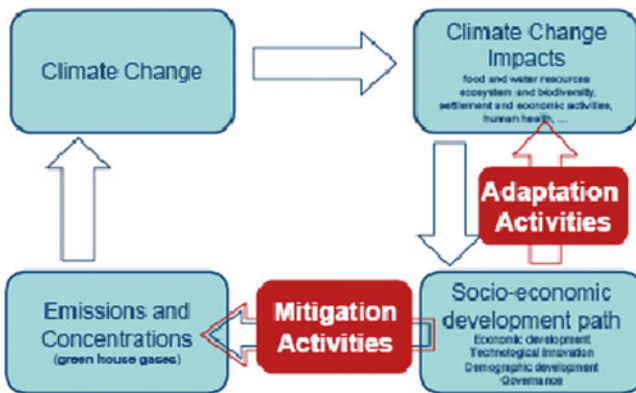 Climate Change
Climate Change
Impacts
food and water resources
ecosystem and biodiversity,
settlement and economic activities,
human health, ...
Adaptation
Activities
Emissions and
Concentrations
(green house gases)
Mitigation
Activities
Socio-economic
development path
Economic development
Technological Innovation
Demographic development
Governance